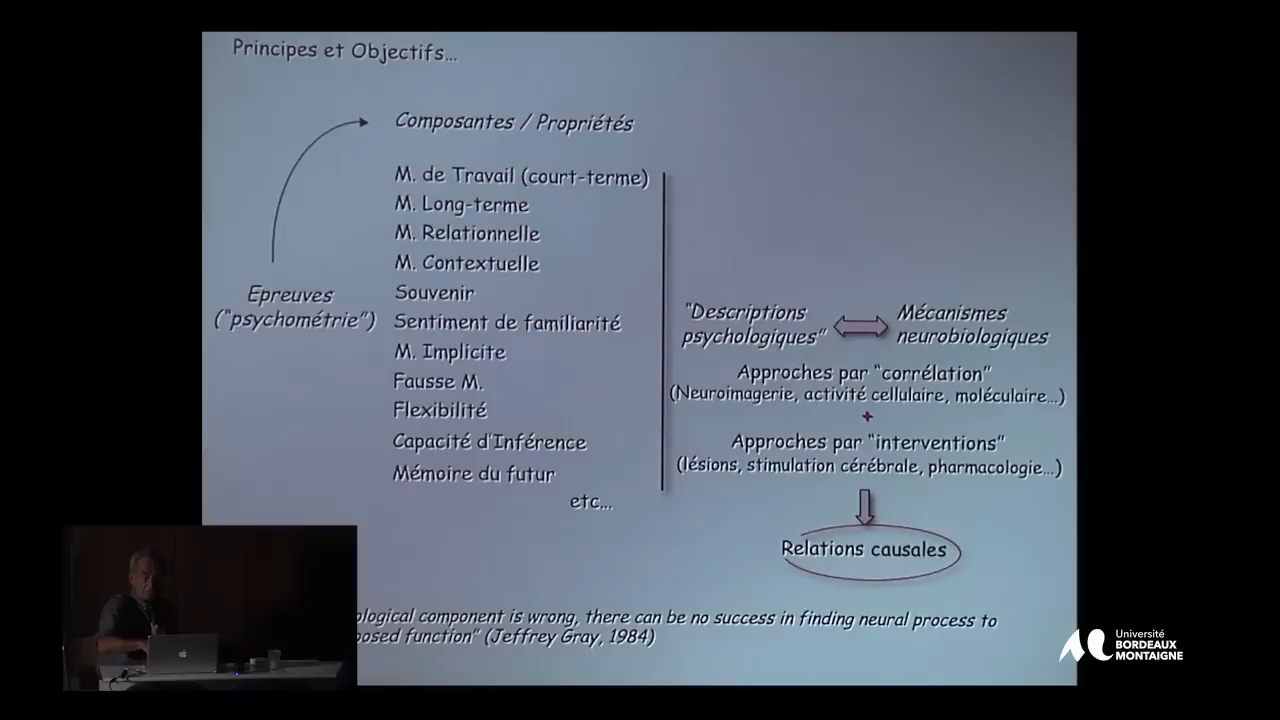 Principes et Objectifs...
Composantes / Propriétés
M. de Travail (court-terme)
M. Long-terme
M. Relationnelle
M. Contextuelle
Souvenir
Sentiment de familiarité
M. Implicite
Fausse M.
Flexibilité
Capacité d'Inférence
Mémoire du futur
etc...
Epreuves
("psychométrie")
"Descriptions
psychologiques"
Mécanismes
neurobiologiques
Approches par "corrélation"
(Neuroimagerie, activité cellulaire, moléculaire...)
+
Approches par "interventions"
(lésions, stimulation cérébrale, pharmacologie...)
Relations causales
ological component is wrong, there can be no success in finding neural process to
posed function" (Jeffrey Gray, 1984)
Université
BORDEAUX
MONTAIGNE